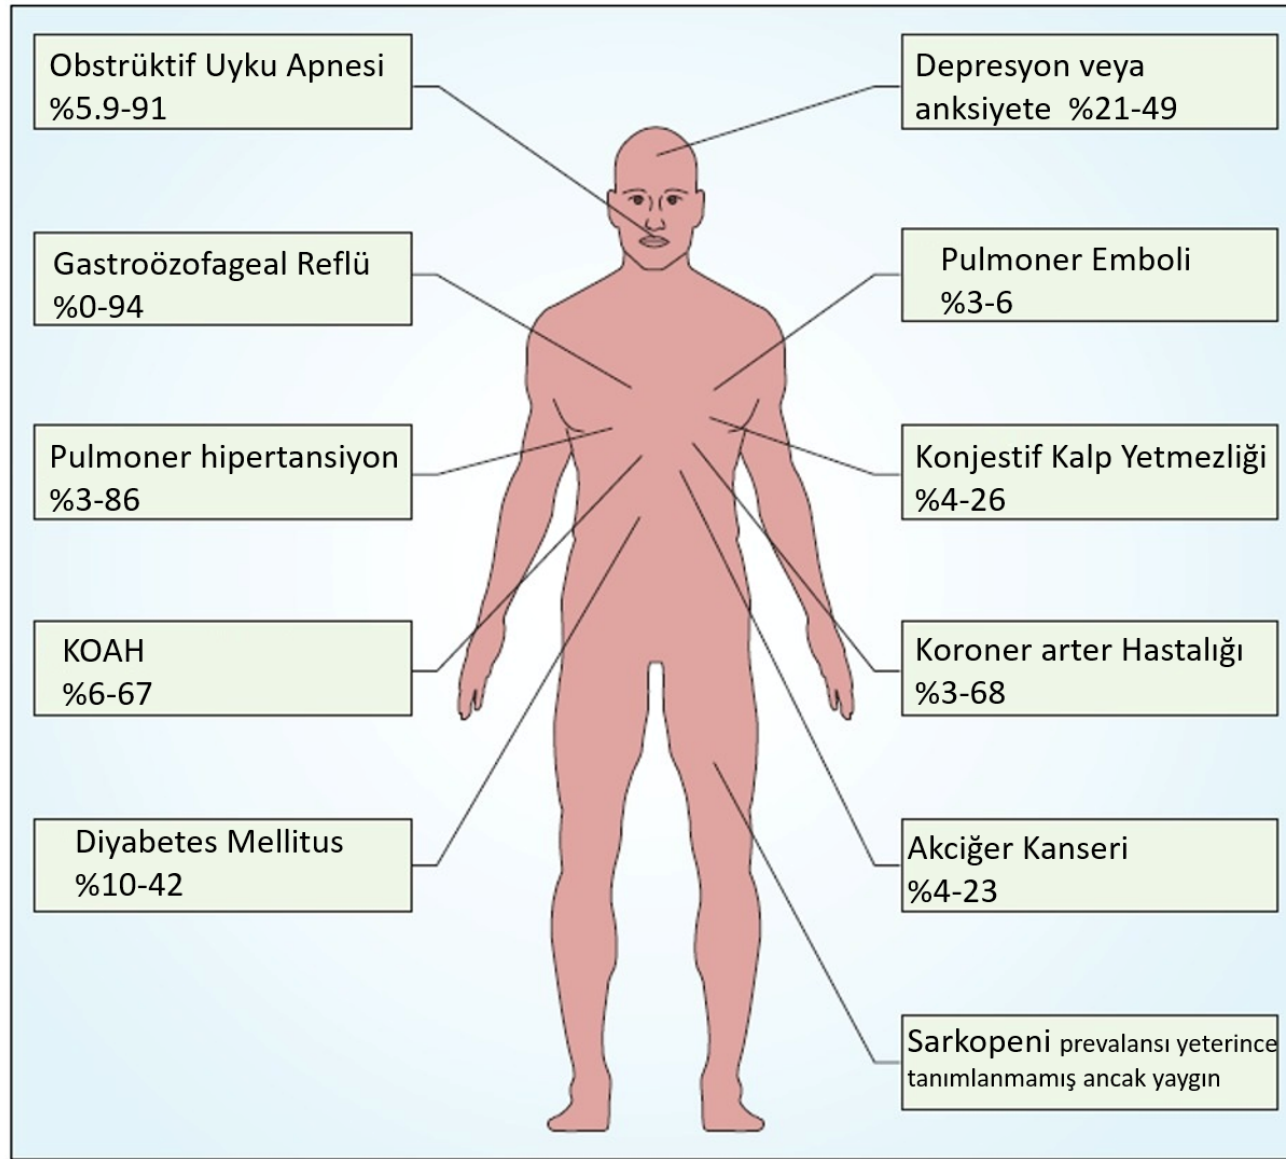 Obstrüktif Uyku Apnesi
%5.9-91
Depresyon veya
anksiyete %21-49
Gastroözofageal Reflü
%0-94
Pulmoner Emboli
%3-6
Pulmoner hipertansiyon
%3-86
Konjestif Kalp Yetmezliği
%4-26
KOAH
%6-67
Koroner arter Hastalığı
%3-68
Diyabetes Mellitus
%10-42
Akciğer Kanseri
%4-23
Sarkopeni prevalansı yeterince
tanımlanmamış ancak yaygın